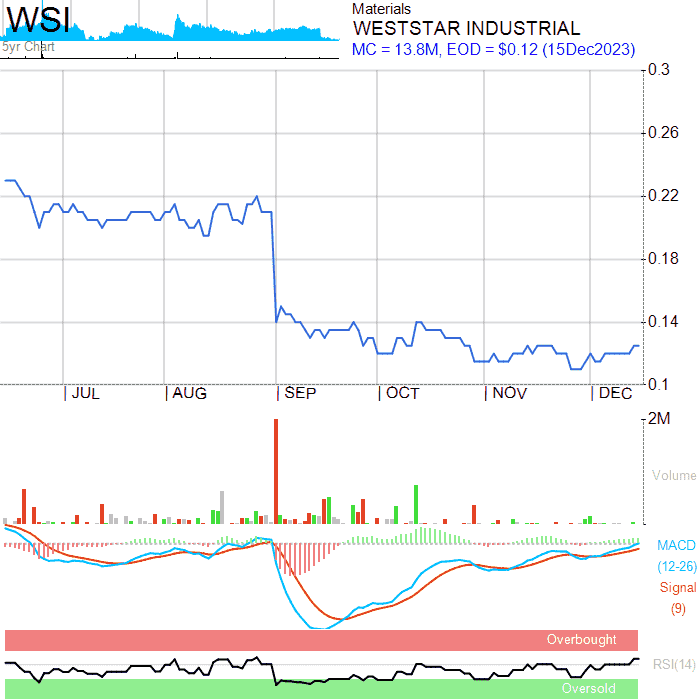 WSI
5yr Chart
Materials
WESTSTAR INDUSTRIAL
MC = 13.8M, EOD = $0.12 (15Dec2023)
0.3
0.26
0.22
0.18
0.14
0.1
JUL AUG SEP OCT NOV DEC
2M
Volume
MACD
(12-26)
Signal
(9)
Overbought
RSI(14)
Oversold